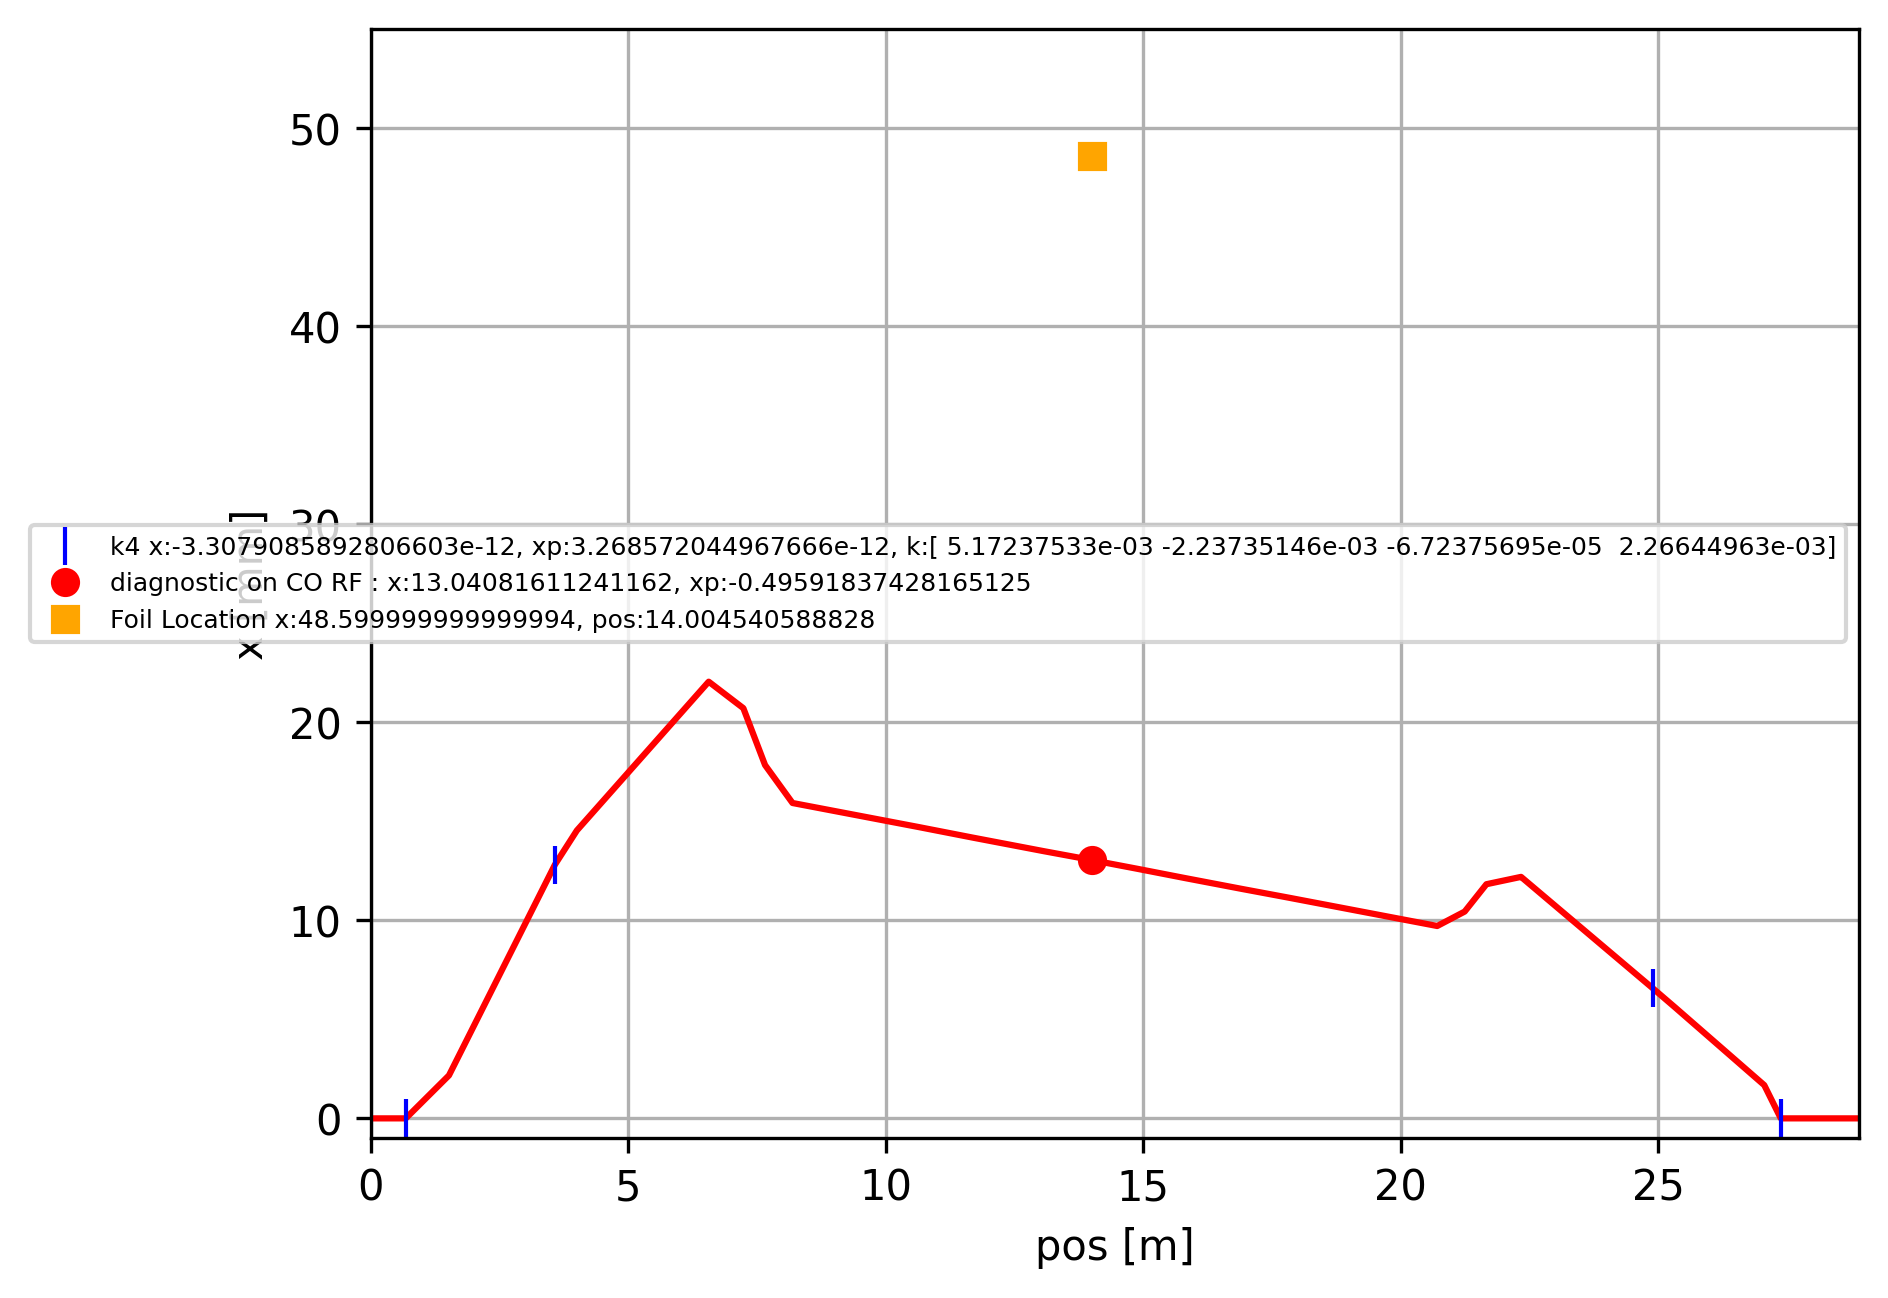 50
40
30
k4 x:-3.3079085892806603e-12, xp:3.268572044967666e-12, k:[ 5.17237533e-03 -2.23735146e-03 -6.72375695e-05  2.26644963e-03]
diagnostic on CO RF : x:13.04081611241162, xp:-0.49591837428165125
Foil Location x:48.599999999999994, pos:14.004540588828
x [mm]
20
10
0
0 5 10 15 20 25
pos [m]